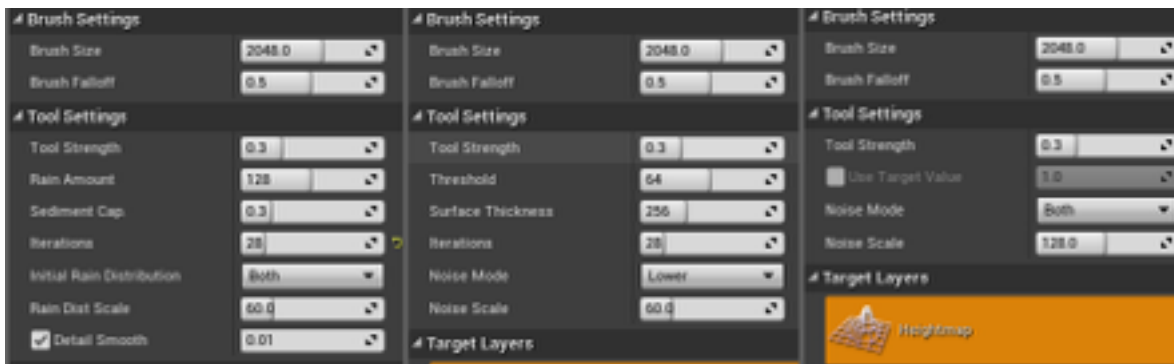 Brush Settings
Brush Size 2048.0
Brush Falloff 0.5
Tool Settings
Tool Strength 0.3
Rain Amount 128
Sediment Cap. 0.3
Iterations 28
Initial Rain Distribution Both
Rain Dist Scale 60.0
Detail Smooth 0.01
Brush Settings
Brush Size 2048.0
Brush Falloff 0.5
Tool Settings
Tool Strength 0.3
Threshold 64
Surface Thickness 256
Iterations 28
Noise Mode Lower
Noise Scale 60.0
Target Layers
Brush Settings
Brush Size 2048.0
Brush Falloff 0.5
Tool Settings
Tool Strength 0.3
Use Target Value 1.0
Noise Mode Both
Noise Scale 128.0
Target Layers
Heightmap